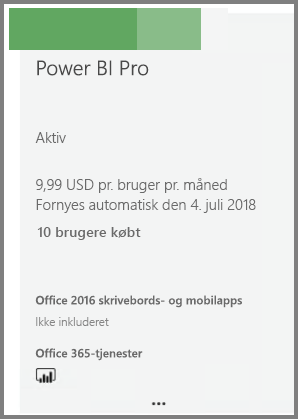 Power BI Pro
Aktiv
9,99 USD pr. bruger pr. måned
Fornyes automatisk den 4. juli 2018
10 brugere købt
Office 2016 skrivebords- og mobilapps
Ikke inkluderet
Office 365-tjenester